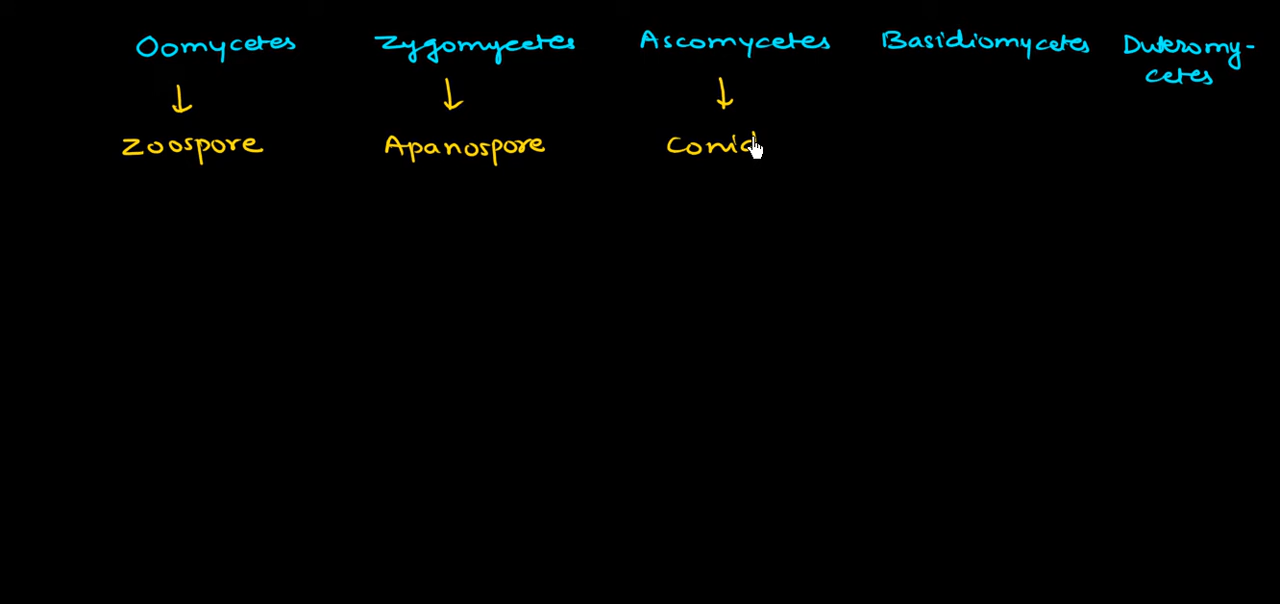 Oomycetes Zygomycetes Ascomycetes Basidiomycetes Duteromy-
cetes
↓ ↓ ↓
Zoospore Apanospore Conid